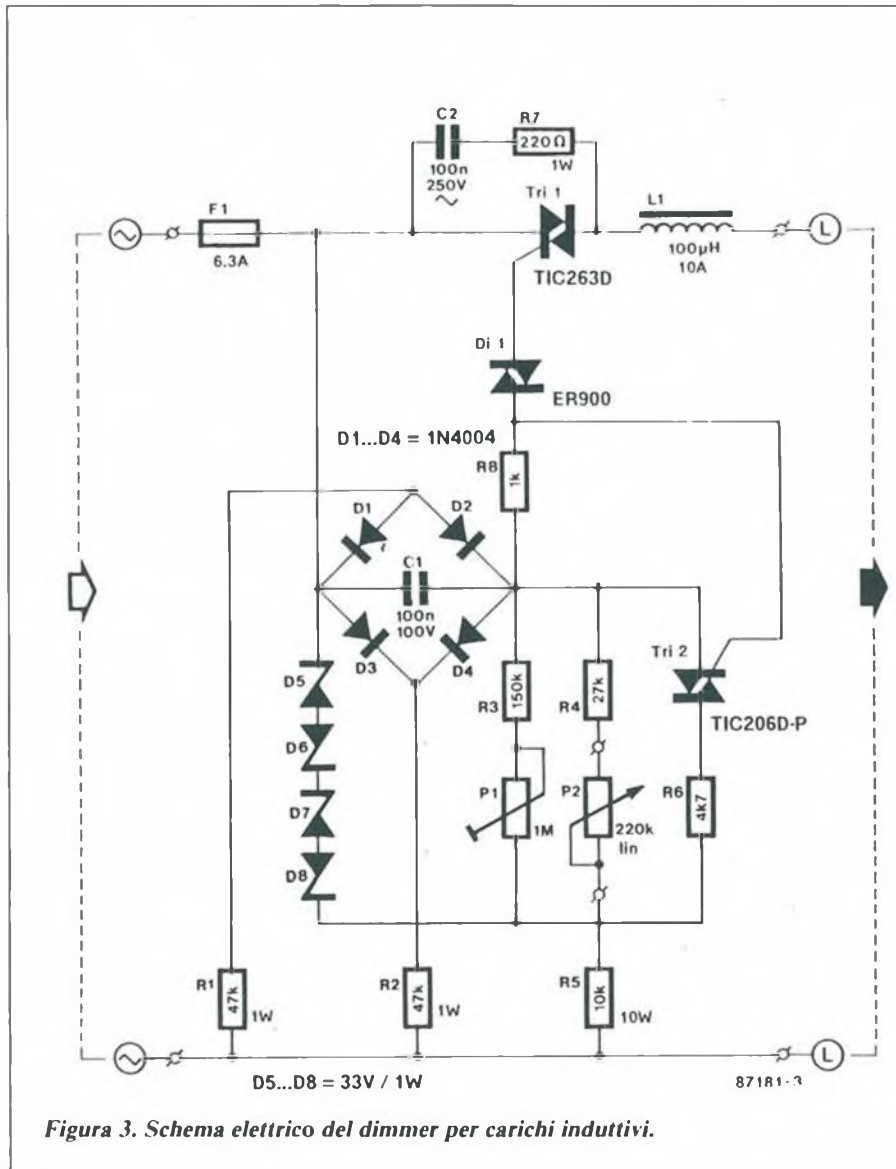 C2
R7
220Ω
100n
250V
∼
1W
Tri 1
L1
F1
L
6.3A
100µH
10A
TIC263D
Di 1
ER900
D1...D4 = 1N4004
R8
1k
D1
D2
C1
100n
100V
D3
D4
Tri 2
D5
R3
150k
R4
27k
TIC206D-P
D6
P1
1M
P2
220k
lin
R6
4k7
D7
D8
R1
47k
1W
R2
47k
1W
R5
10k
10W
L
D5...D8 = 33V / 1W
87181-3
Figura 3. Schema elettrico del dimmer per carichi induttivi.